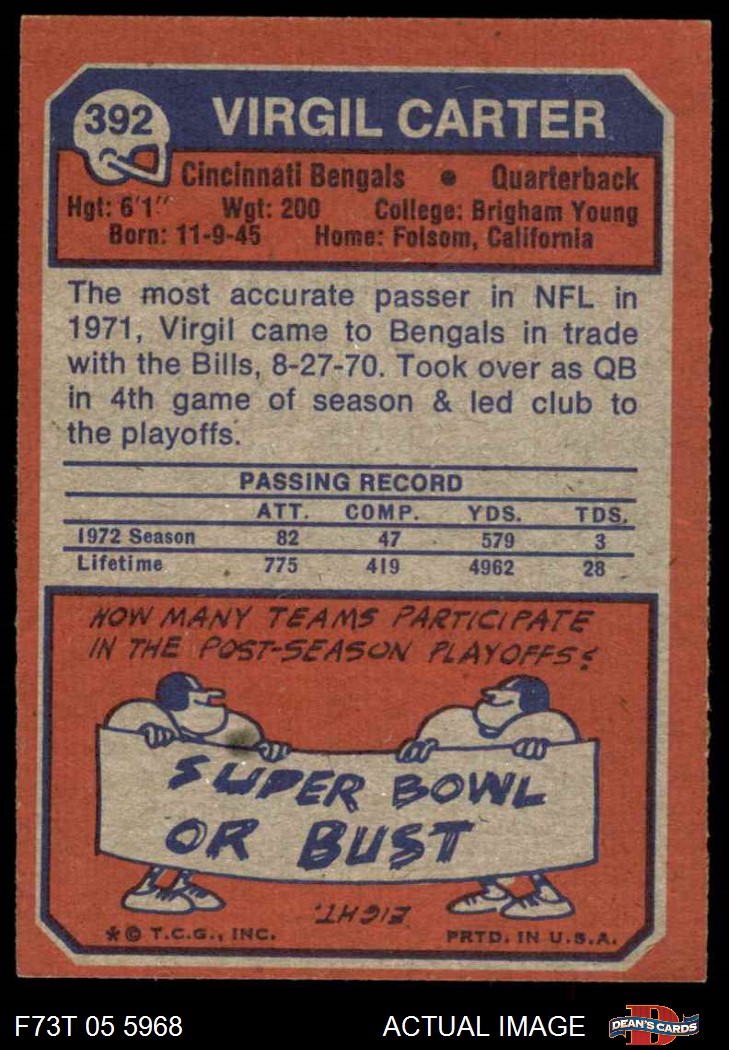 392
VIRGIL CARTER
Cincinnati Bengals • Quarterback
Hgt: 6'1" Wgt: 200 College: Brigham Young
Born: 11-9-45 Home: Folsom, California
The most accurate passer in NFL in
1971, Virgil came to Bengals in trade
with the Bills, 8-27-70. Took over as QB
in 4th game of season & led club to
the playoffs.
PASSING RECORD
ATT. COMP. YDS. TDS.
1972 Season 82 47 579 3
Lifetime 775 419 4962 28
HOW MANY TEAMS PARTICIPATE
IN THE POST-SEASON PLAYOFFS?
SUPER BOWL
OR BUST
EIGHT.
*© T.C.G., INC. PRTD. IN U.S.A.
F73T 05 5968 ACTUAL IMAGE
D
DEAN'S CARDS